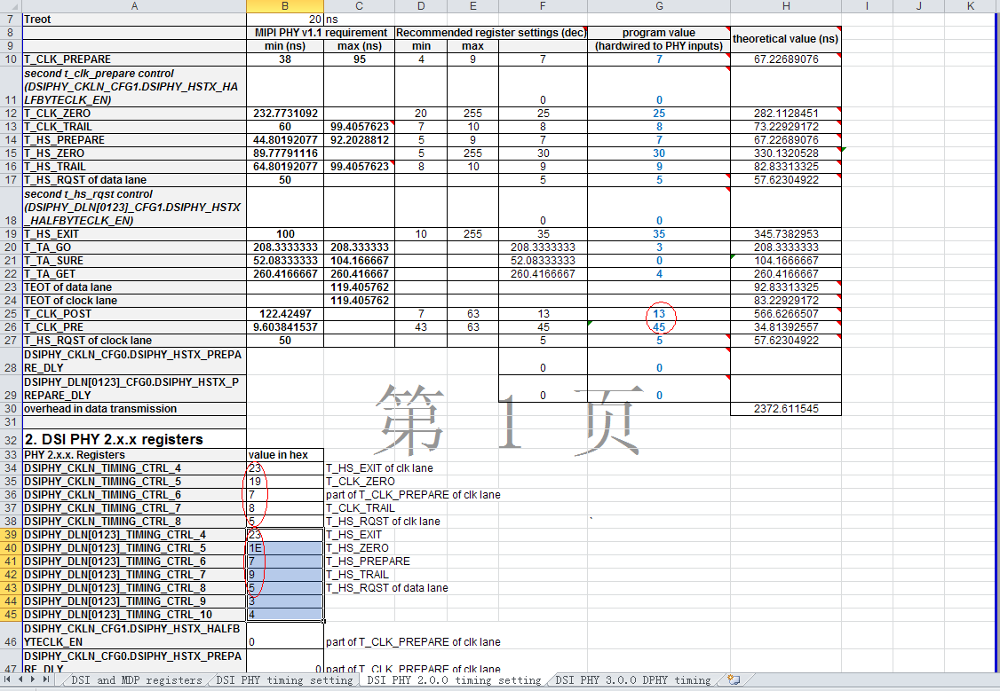 A B C D E F G H I J K
7 Treot 20 ns
8 MIPI PHY v1.1 requirement Recommended register settings (dec) program value theoretical value (ns)
9 min (ns) max (ns) min max (hardwired to PHY inputs)
10 T_CLK_PREPARE 38 95 4 9 7 7 67.22689076
second t_clk_prepare control
(DSIPHY_CKLN_CFG1.DSIPHY_HSTX_HA
11 LFBYTECLK_EN) 0 0
12 T_CLK_ZERO 232.7731092 20 255 25 25 282.1128451
13 T_CLK_TRAIL 60 99.4057623 7 10 8 8 73.22929172
14 T_HS_PREPARE 44.80192077 92.2028812 5 9 7 7 67.22689076
15 T_HS_ZERO 89.77791116 5 255 30 30 330.1320528
16 T_HS_TRAIL 64.80192077 99.4057623 8 10 9 9 82.83313325
17 T_HS_RQST of data lane 50 5 5 57.62304922
second t_hs_rqst control
(DSIPHY_DLN[0123]_CFG1.DSIPHY_HSTX
18 _HALFBYTECLK_EN) 0 0
19 T_HS_EXIT 100 10 255 35 35 345.7382953
20 T_TA_GO 208.3333333 208.333333 208.3333333 3 208.3333333
21 T_TA_SURE 52.08333333 104.166667 52.08333333 0 104.1666667
22 T_TA_GET 260.4166667 260.416667 260.4166667 4 260.4166667
23 TEOT of data lane 119.405762 92.83313325
24 TEOT of clock lane 119.405762 83.22929172
25 T_CLK_POST 122.42497 7 63 13 13 566.6266507
26 T_CLK_PRE 9.603841537 43 63 45 45 34.81392557
27 T_HS_RQST of clock lane 50 5 5 57.62304922
DSIPHY_CKLN_CFG0.DSIPHY_HSTX_PREPA
28 RE_DLY 0 0
DSIPHY_DLN[0123]_CFG0.DSIPHY_HSTX_P
29 REPARE_DLY 0 0
30 overhead in data transmission 2372.611545
第 1 页
31
32 2. DSI PHY 2.x.x registers
33 PHY 2.x.x. Registers value in hex
34 DSIPHY_CKLN_TIMING_CTRL_4 23 T_HS_EXIT of clk lane
35 DSIPHY_CKLN_TIMING_CTRL_5 19 T_CLK_ZERO
36 DSIPHY_CKLN_TIMING_CTRL_6 7 part of T_CLK_PREPARE of clk lane
37 DSIPHY_CKLN_TIMING_CTRL_7 8 T_CLK_TRAIL
38 DSIPHY_CKLN_TIMING_CTRL_8 5 T_HS_RQST of clk lane
39 DSIPHY_DLN[0123]_TIMING_CTRL_4 23 T_HS_EXIT
40 DSIPHY_DLN[0123]_TIMING_CTRL_5 1E T_HS_ZERO
41 DSIPHY_DLN[0123]_TIMING_CTRL_6 7 T_HS_PREPARE
42 DSIPHY_DLN[0123]_TIMING_CTRL_7 9 T_HS_TRAIL
43 DSIPHY_DLN[0123]_TIMING_CTRL_8 5 T_HS_RQST of data lane
44 DSIPHY_DLN[0123]_TIMING_CTRL_9 3
45 DSIPHY_DLN[0123]_TIMING_CTRL_10 4
DSIPHY_CKLN_CFG1.DSIPHY_HSTX_HALFB
46 YTECLK_EN 0 part of T_CLK_PREPARE of clk lane
DSIPHY_CKLN_CFG0.DSIPHY_HSTX_PREPA
47 RE_DLY 0 part of T_CLK_PREPARE of clk lane
DSI and MDP registers DSI PHY timing setting DSI PHY 2.0.0 timing setting DSI PHY 3.0.0 DPHY timing